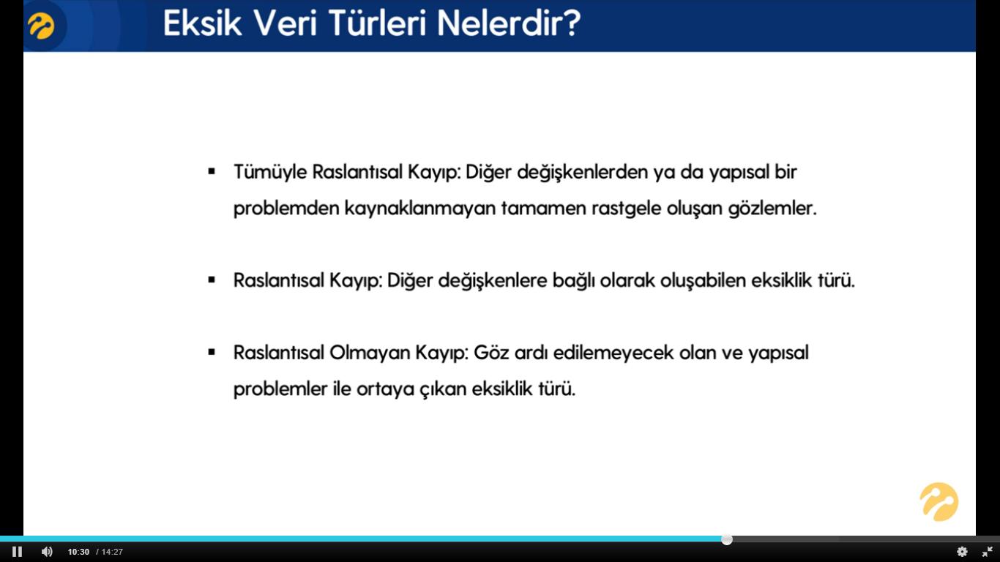 Eksik Veri Türleri Nelerdir?
▪ Tümüyle Raslantısal Kayıp: Diğer değişkenlerden ya da yapısal bir
problemden kaynaklanmayan tamamen rastgele oluşan gözlemler.
▪ Raslantısal Kayıp: Diğer değişkenlere bağlı olarak oluşabilen eksiklik türü.
▪ Raslantısal Olmayan Kayıp: Göz ardı edilemeyecek olan ve yapısal
problemler ile ortaya çıkan eksiklik türü.
10:30 / 14:27